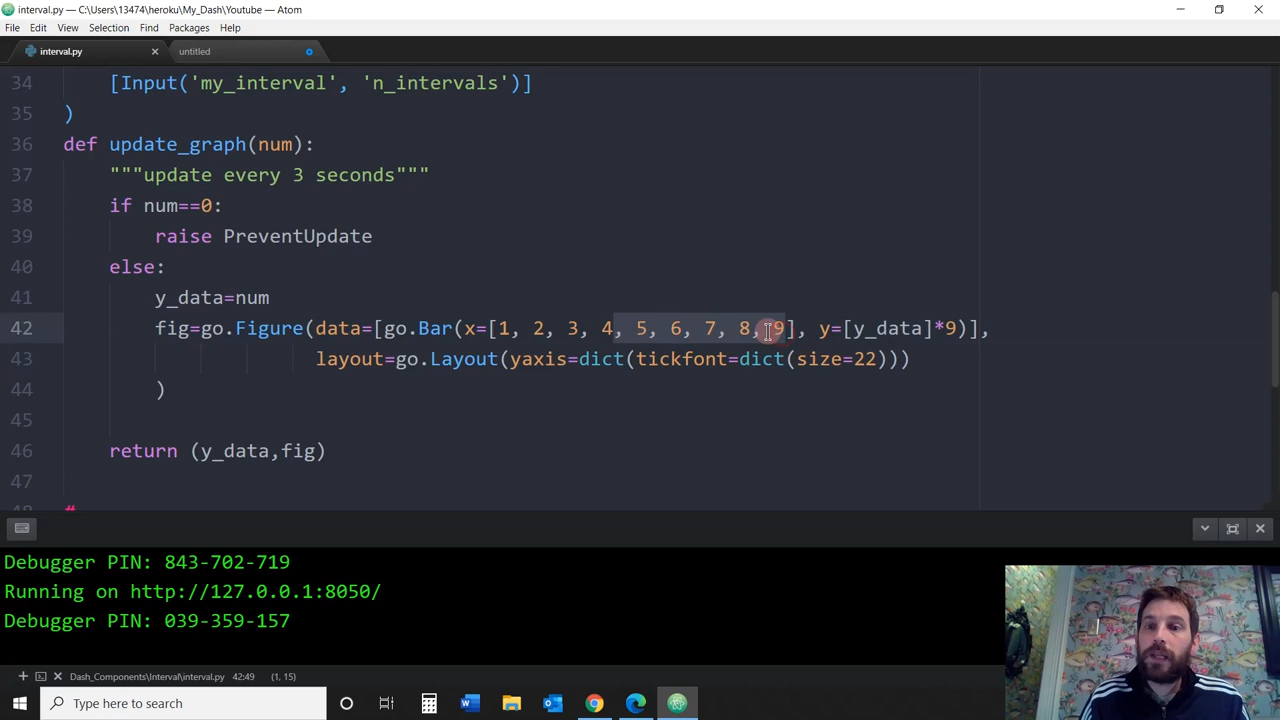 interval.py — C:\Users\13474\heroku\My_Dash\Youtube — Atom
File Edit View Selection Find Packages Help
interval.py untitled
34 [Input('my_interval', 'n_intervals')]
35 )
36 def update_graph(num):
37 """update every 3 seconds"""
38 if num==0:
39 raise PreventUpdate
40 else:
41 y_data=num
42 fig=go.Figure(data=[go.Bar(x=[1, 2, 3, 4, 5, 6, 7, 8, 9], y=[y_data]*9)],
43 layout=go.Layout(yaxis=dict(tickfont=dict(size=22)))
44 )
45
46 return (y_data,fig)
47
48 #
Debugger PIN: 843-702-719
Running on http://127.0.0.1:8050/
Debugger PIN: 039-359-157
Dash_Components\Interval\interval.py 42:49 (1, 15)
Type here to search